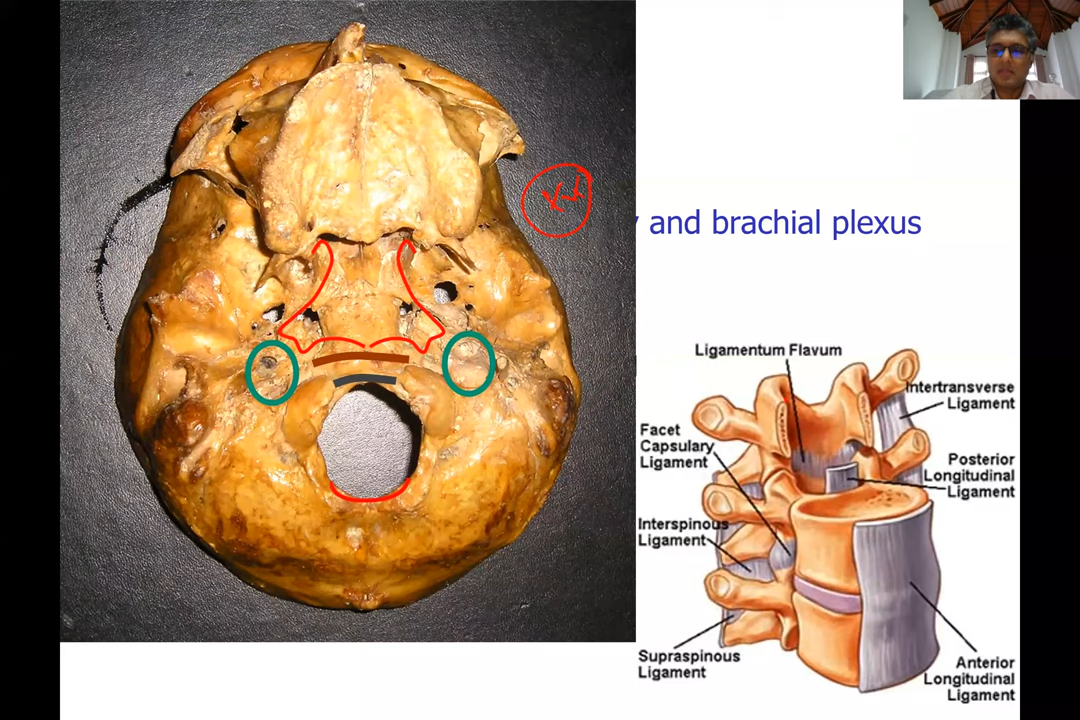 and brachial plexus
Ligamentum Flavum
Intertransverse
Ligament
Facet
Capsulary
Ligament
Posterior
Longitudinal
Ligament
Interspinous
Ligament
Supraspinous
Ligament
Anterior
Longitudinal
Ligament